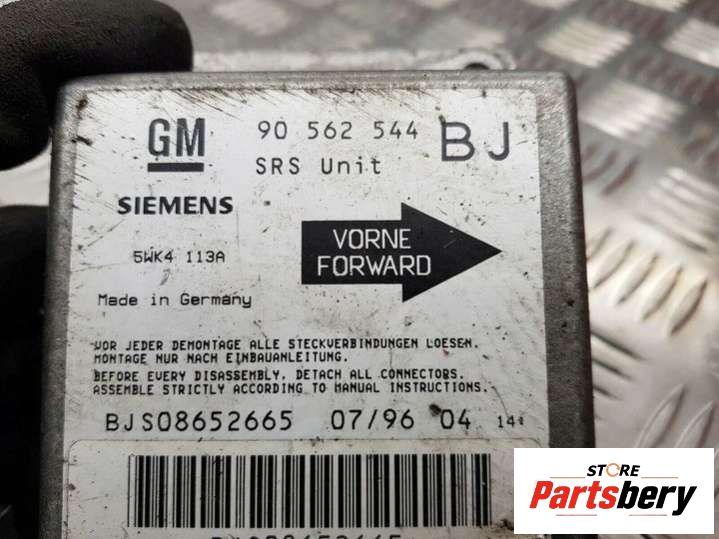 GM
90 562 544 BJ
SRS Unit
SIEMENS
VORNE
FORWARD
5WK4 113A
Made in Germany
VOR JEDER DEMONTAGE ALLE STECKVERBINDUNGEN LOESEN.
MONTAGE NUR NACH EINBAUANLEITUNG.
BEFORE EVERY DISASSEMBLY, DETACH ALL CONNECTORS.
ASSEMBLE STRICTLY ACCORDING TO MANUAL INSTRUCTIONS.
BJS08652665 07/96 04
STORE
Partsbery